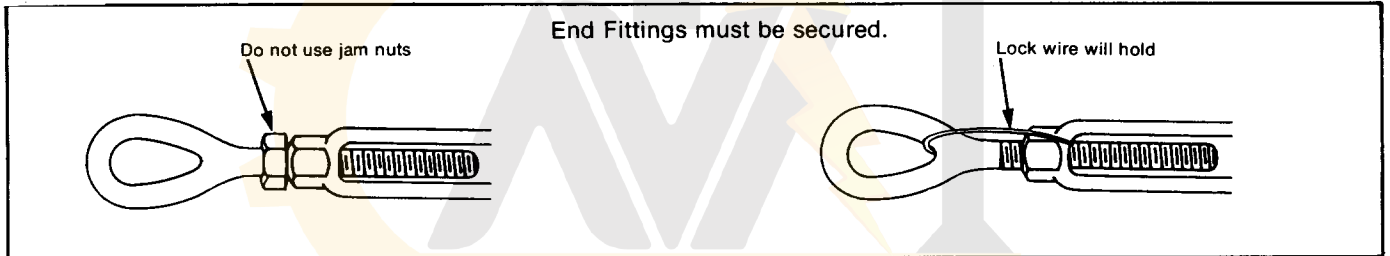 End Fittings must be secured.
Do not use jam nuts
Lock wire will hold